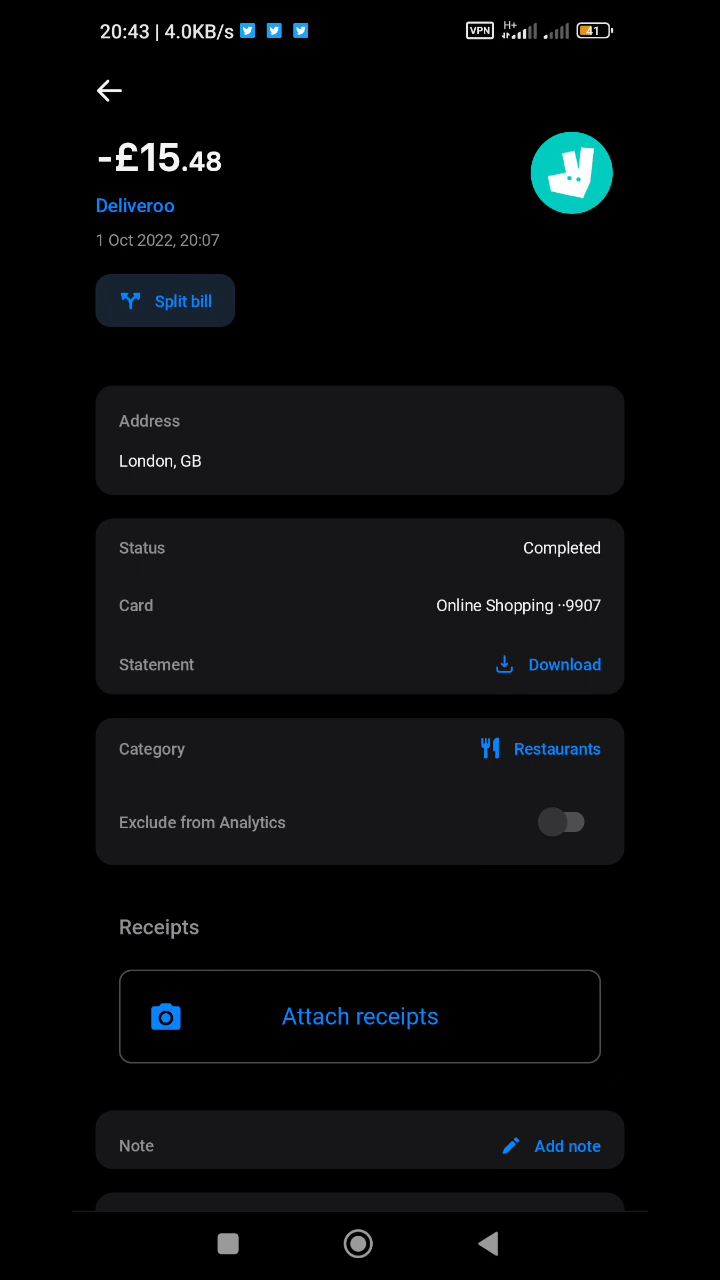 20:43 | 4.0KB/s VPN H+ 41
-£15.48
Deliveroo
1 Oct 2022, 20:07
Split bill
Address
London, GB
Status Completed
Card Online Shopping ··9907
Statement Download
Category Restaurants
Exclude from Analytics
Receipts
Attach receipts
Note Add note